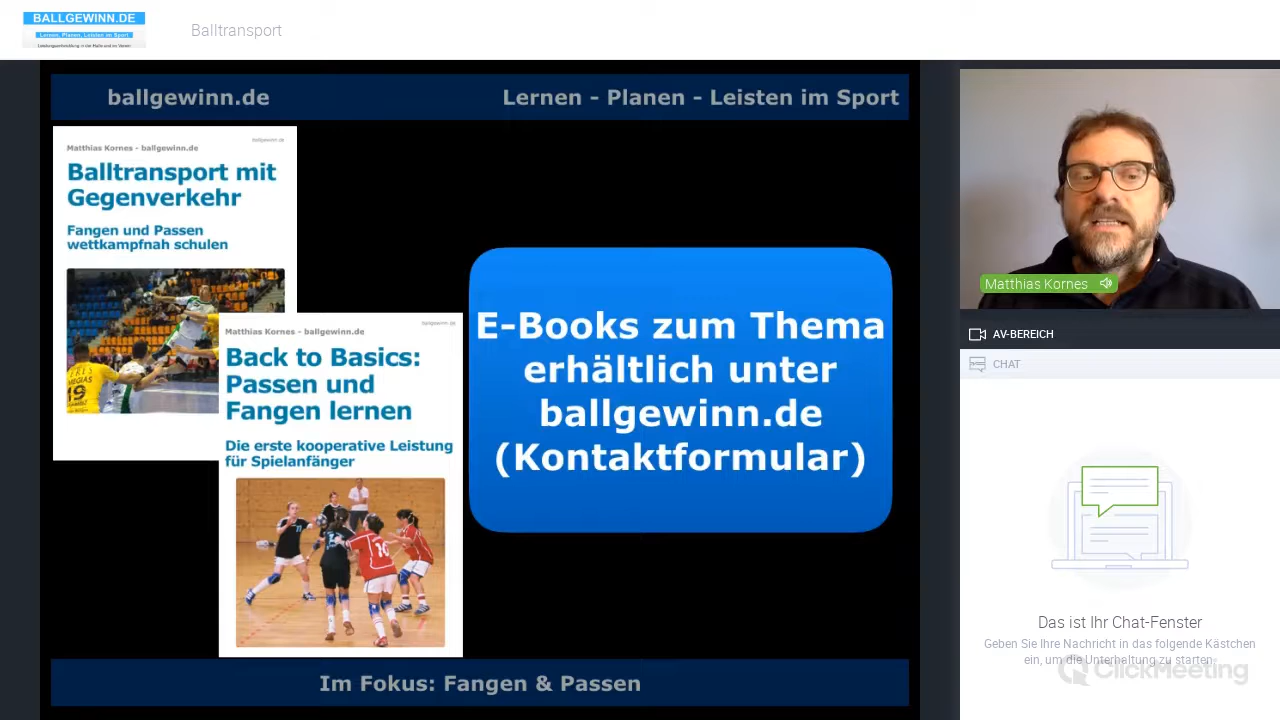 BALLGEWINN.DE
Lernen, Planen, Leisten im Sport
Balltransport
ballgewinn.de
Lernen - Planen - Leisten im Sport
ballgewinn.de
Matthias Kornes - ballgewinn.de
Balltransport mit
Gegenverkehr
Fangen und Passen
wettkampfnah schulen
19
ballgewinn.de
Matthias Kornes - ballgewinn.de
Back to Basics:
Passen und
Fangen lernen
Die erste kooperative Leistung
für Spielanfänger
E-Books zum Thema
erhältlich unter
ballgewinn.de
(Kontaktformular)
Im Fokus: Fangen & Passen
Matthias Kornes
AV-BEREICH
CHAT
Das ist Ihr Chat-Fenster
Geben Sie Ihre Nachricht in das folgende Kästchen
ein, um die Unterhaltung zu starten.
ClickMeeting